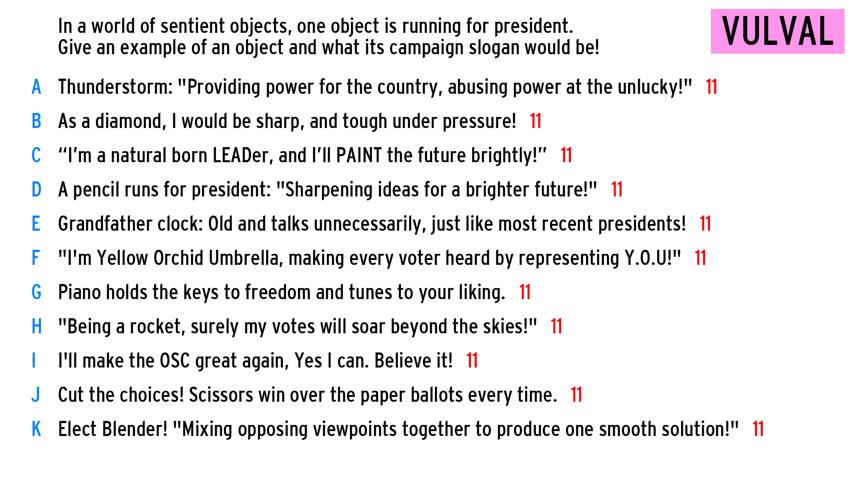 In a world of sentient objects, one object is running for president.
Give an example of an object and what its campaign slogan would be!
VULVAL
A Thunderstorm: "Providing power for the country, abusing power at the unlucky!" 11
B As a diamond, I would be sharp, and tough under pressure! 11
C “I’m a natural born LEADer, and I’ll PAINT the future brightly!” 11
D A pencil runs for president: "Sharpening ideas for a brighter future!" 11
E Grandfather clock: Old and talks unnecessarily, just like most recent presidents! 11
F "I'm Yellow Orchid Umbrella, making every voter heard by representing Y.O.U!" 11
G Piano holds the keys to freedom and tunes to your liking. 11
H "Being a rocket, surely my votes will soar beyond the skies!" 11
I I'll make the OSC great again, Yes I can. Believe it! 11
J Cut the choices! Scissors win over the paper ballots every time. 11
K Elect Blender! "Mixing opposing viewpoints together to produce one smooth solution!" 11